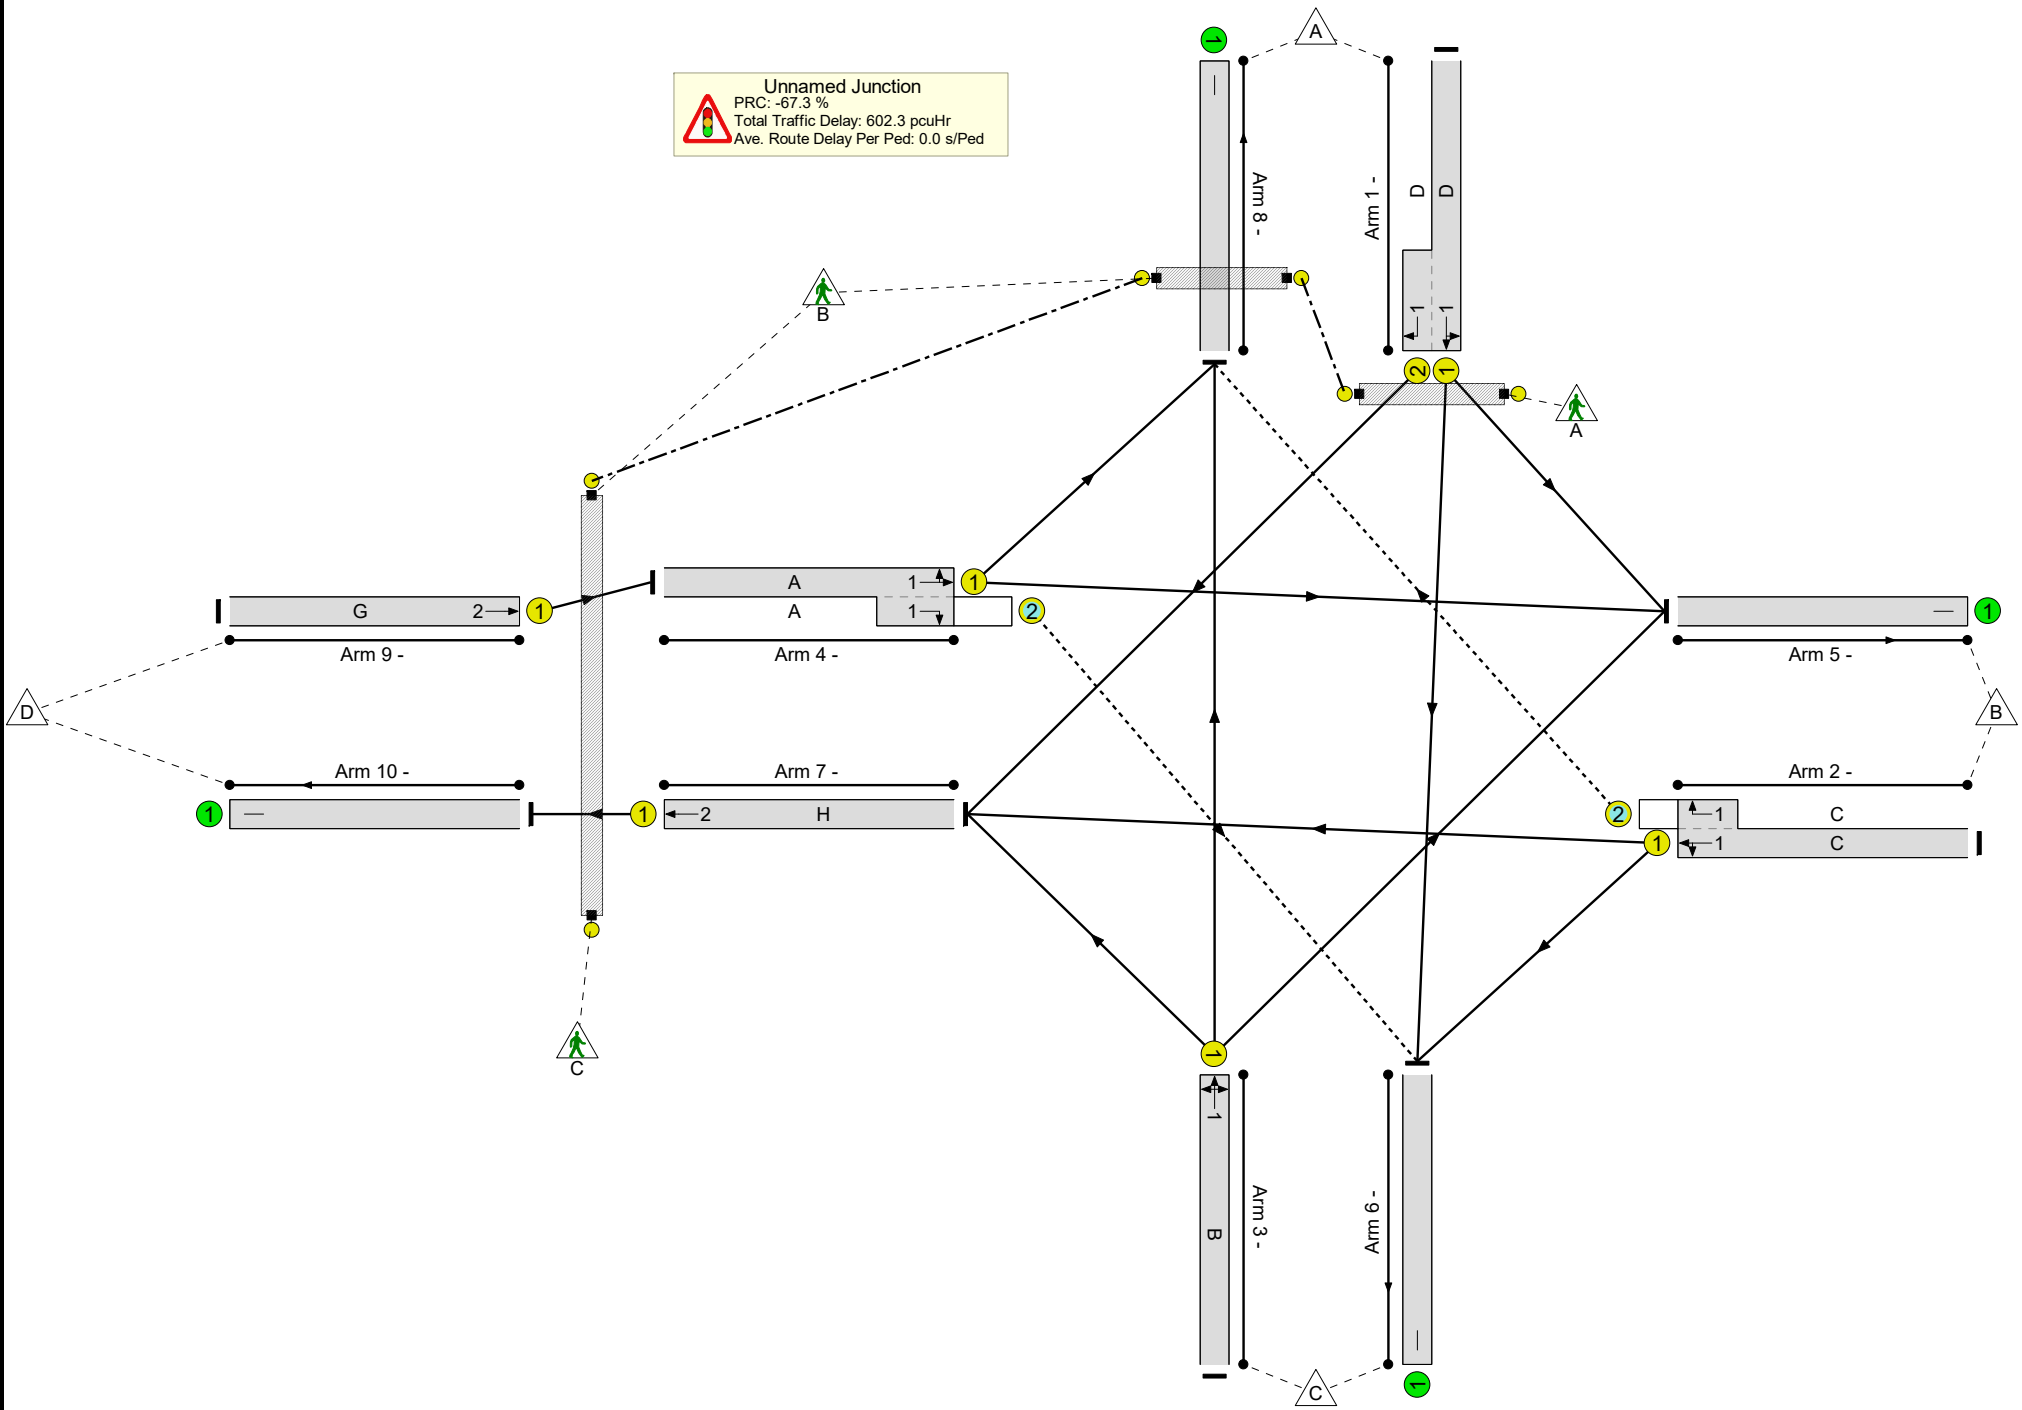 A
1
Unnamed Junction
PRC: -67.3 %
Total Traffic Delay: 602.3 pcuHr
Ave. Route Delay Per Ped: 0.0 s/Ped
Arm 8 -
Arm 1 -
D
D
1
1
2
1
B
A
G
2
1
Arm 9 -
A
1
1
A
1
2
Arm 4 -
1
Arm 5 -
D
B
Arm 10 -
1
1
Arm 7 -
2
H
Arm 2 -
2
1
C
1
1
C
C
1
1
B
Arm 3 -
Arm 6 -
C
1